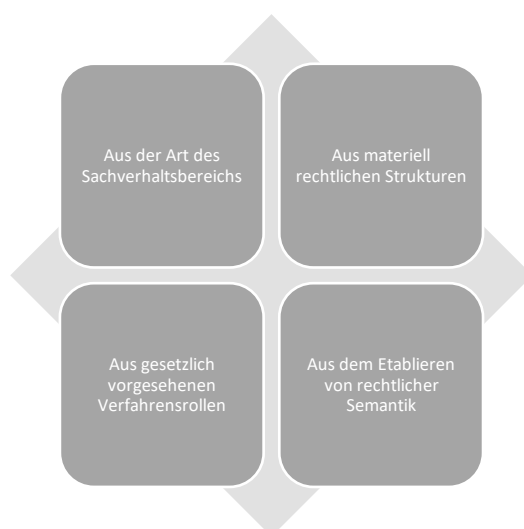 Aus der Art des
Sachverhaltsbereichs
Aus materiell
rechtlichen Strukturen
Aus gesetzlich
vorgesehenen
Verfahrensrollen
Aus dem Etablieren
von rechtlicher
Semantik